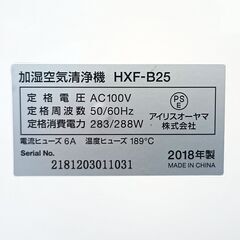 加湿空気清浄機 HXF-B25
定格電圧 AC100V
定格周波数 50/60Hz
定格消費電力 283/288W
電流ヒューズ 6A 温度ヒューズ 189℃
Serial No.
2181203011031
PS
E
アイリスオーヤマ
株式会社
2018年製
MADE IN CHINA